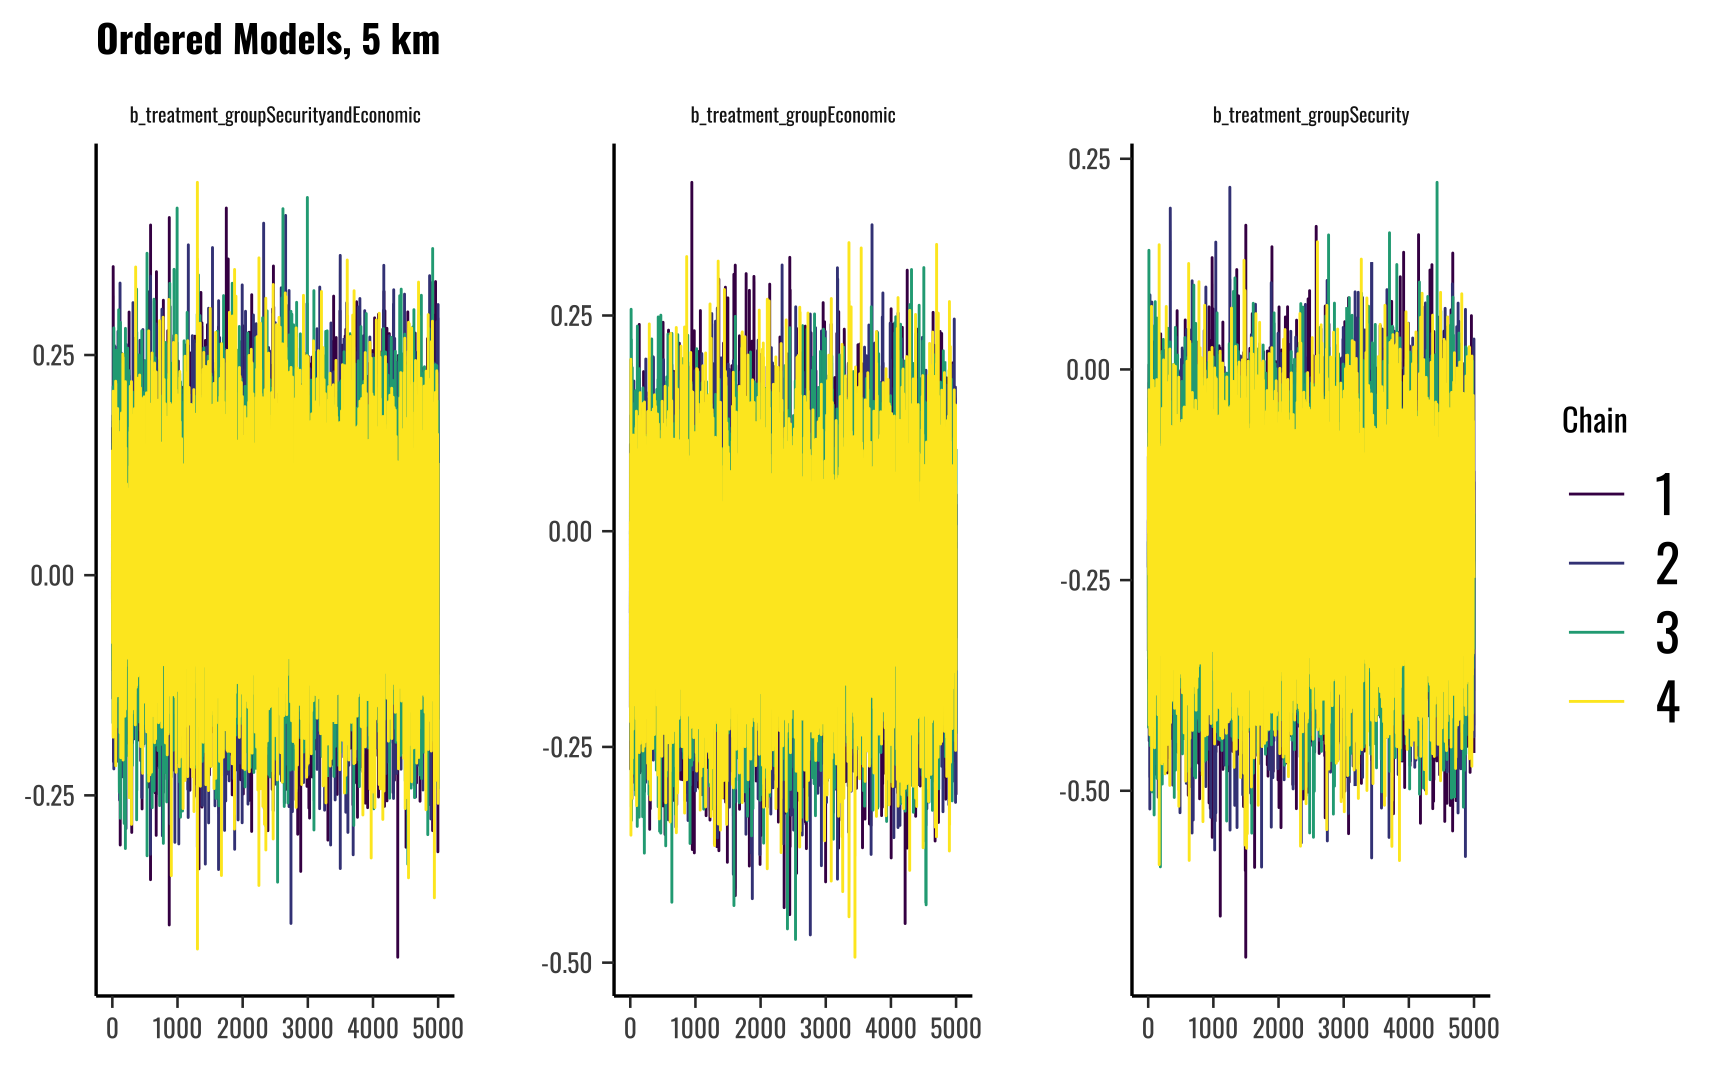 Ordered Models, 5 km
b_treatment_groupSecurityandEconomic
b_treatment_groupEconomic
b_treatment_groupSecurity
0.25
0.00
-0.25
0 1000 2000 3000 4000 5000
0.25
0.00
-0.25
-0.50
0 1000 2000 3000 4000 5000
0.25
0.00
-0.25
-0.50
0 1000 2000 3000 4000 5000
Chain
1
2
3
4